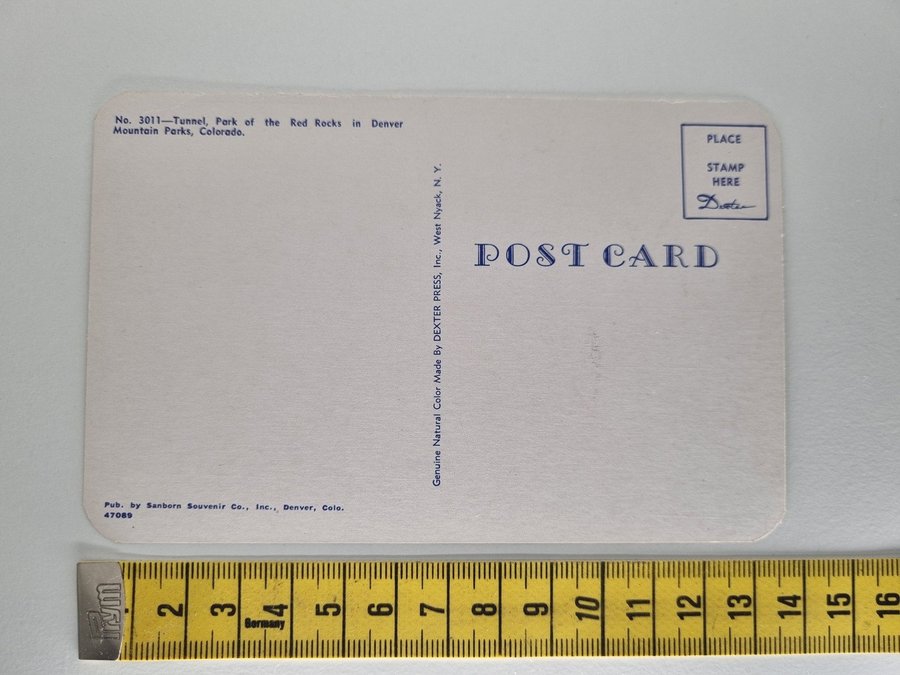 No. 3011—Tunnel, Park of the Red Rocks in Denver
Mountain Parks, Colorado.
PLACE
STAMP
HERE
Dexter
POST CARD
Genuine Natural Color Made By DEXTER PRESS, Inc., West Nyack, N. Y.
Pub. by Sanborn Souvenir Co., Inc., Denver, Colo.
47089
Prym
2 3 4 5 6 7 8 9 10 11 12 13 14 15 16
Germany